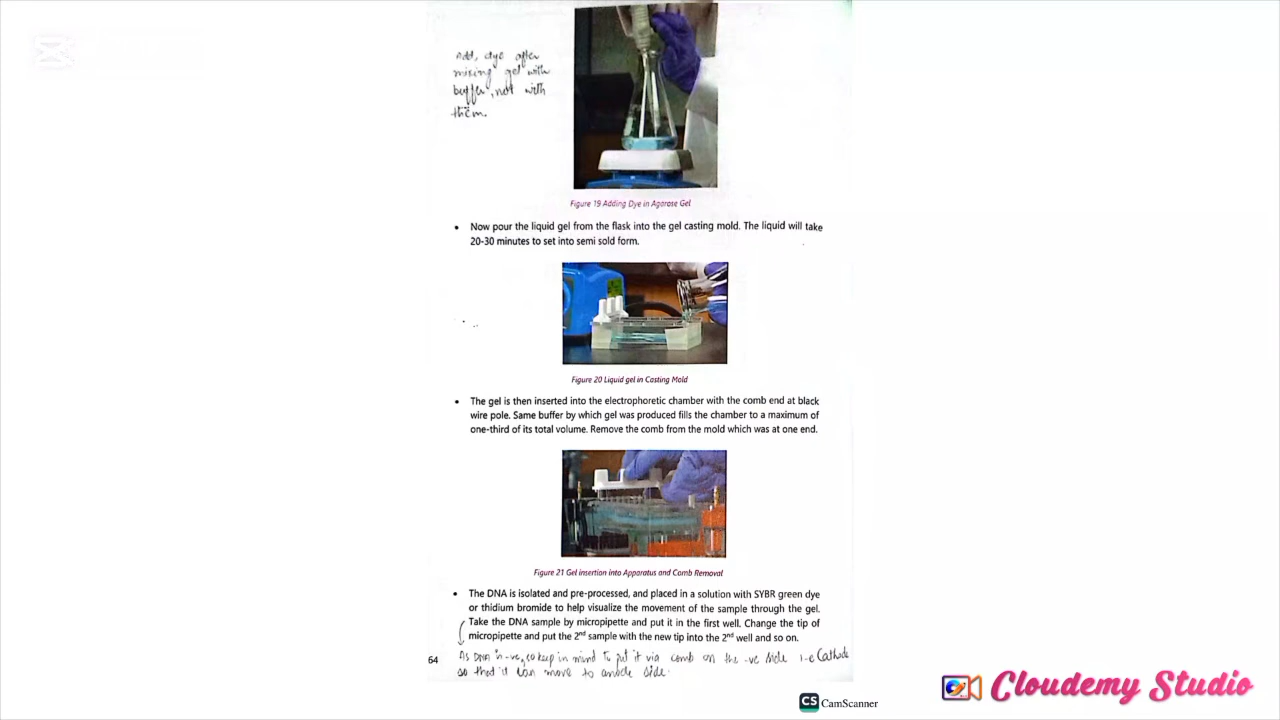 Add, dye after
mixing gel with
buffer, not with
them.
Figure 19 Adding Dye in Agarose Gel
• Now pour the liquid gel from the flask into the gel casting mold. The liquid will take
20-30 minutes to set into semi sold form.
Figure 20 Liquid gel in Casting Mold
• The gel is then inserted into the electrophoretic chamber with the comb end at black
wire pole. Same buffer by which gel was produced fills the chamber to a maximum of
one-third of its total volume. Remove the comb from the mold which was at one end.
Figure 21 Gel insertion into Apparatus and Comb Removal
• The DNA is isolated and pre-processed, and placed in a solution with SYBR green dye
or thidium bromide to help visualize the movement of the sample through the gel.
Take the DNA sample by micropipette and put it in the first well. Change the tip of
micropipette and put the 2nd sample with the new tip into the 2nd well and so on.
As DNA is -ve, so keep in mind to put it via comb on the -ve side i-e Cathode
so that it can move to anode side.
64
CS CamScanner
Cloudemy Studio